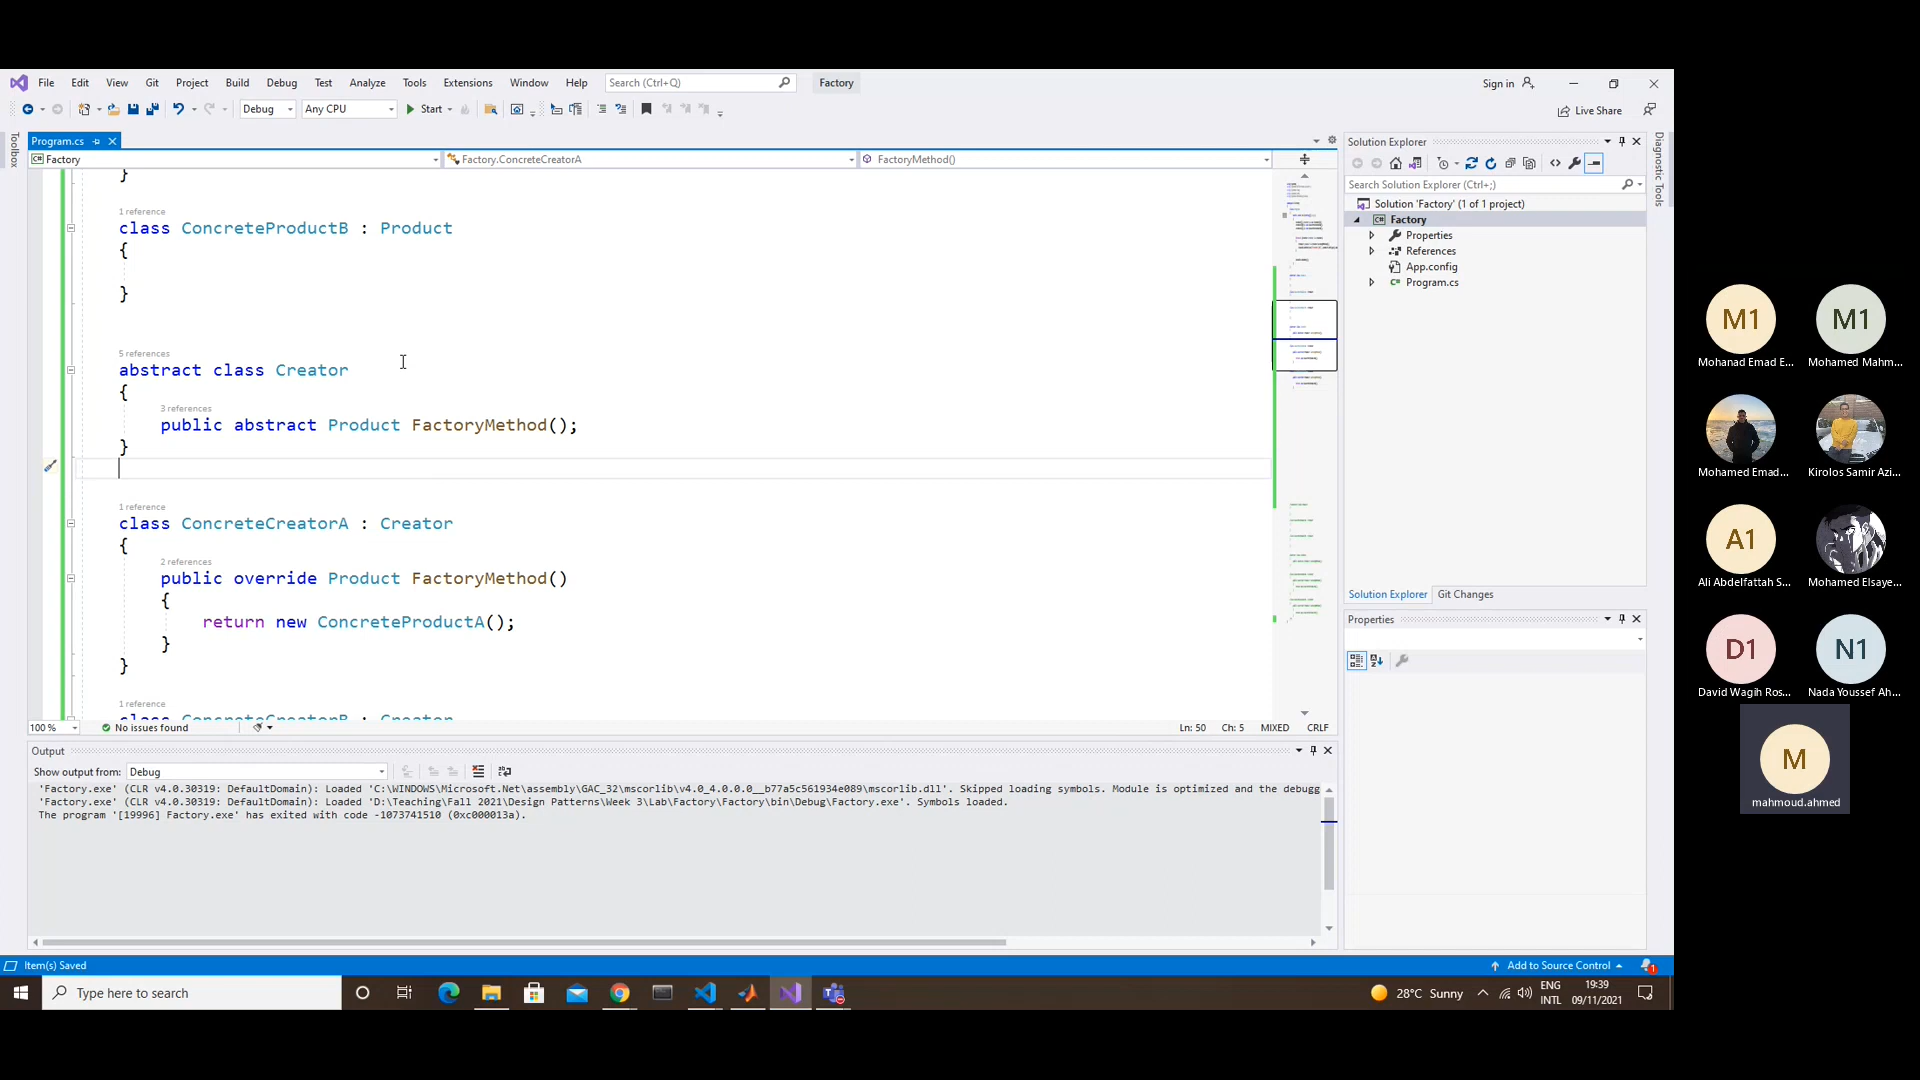 File Edit View Git Project Build Debug Test Analyze Tools Extensions Window Help Search (Ctrl+Q) Factory Sign in
Debug Any CPU Start Live Share
Toolbox
Program.cs
Factory Factory.ConcreteCreatorA FactoryMethod()
}
1 reference
class ConcreteProductB : Product
{
}
5 references
abstract class Creator
{
3 references
public abstract Product FactoryMethod();
}
1 reference
class ConcreteCreatorA : Creator
{
2 references
public override Product FactoryMethod()
{
return new ConcreteProductA();
}
}
1 reference
class ConcreteCreatorB : Creator
100 % No issues found Ln: 50 Ch: 5 MIXED CRLF
Output
Show output from: Debug
'Factory.exe' (CLR v4.0.30319: DefaultDomain): Loaded 'C:\WINDOWS\Microsoft.Net\assembly\GAC_32\mscorlib\v4.0_4.0.0.0__b77a5c561934e089\mscorlib.dll'. Skipped loading symbols. Module is optimized and the debugg
'Factory.exe' (CLR v4.0.30319: DefaultDomain): Loaded 'D:\Teaching\Fall 2021\Design Patterns\Week 3\Lab\Factory\Factory\bin\Debug\Factory.exe'. Symbols loaded.
The program '[19996] Factory.exe' has exited with code -1073741510 (0xc000013a).
Solution Explorer
Search Solution Explorer (Ctrl+;)
Solution 'Factory' (1 of 1 project)
C# Factory
Properties
References
App.config
C# Program.cs
Solution Explorer Git Changes
Properties
Diagnostic Tools
Item(s) Saved Add to Source Control 1
Type here to search 28°C Sunny ENG INTL 19:39 09/11/2021
M1 M1
Mohanad Emad E... Mohamed Mahm...
Mohamed Emad... Kirolos Samir Azi...
A1
Ali Abdelfattah S... Mohamed Elsaye...
D1 N1
David Wagih Ros... Nada Youssef Ah...
M
mahmoud.ahmed